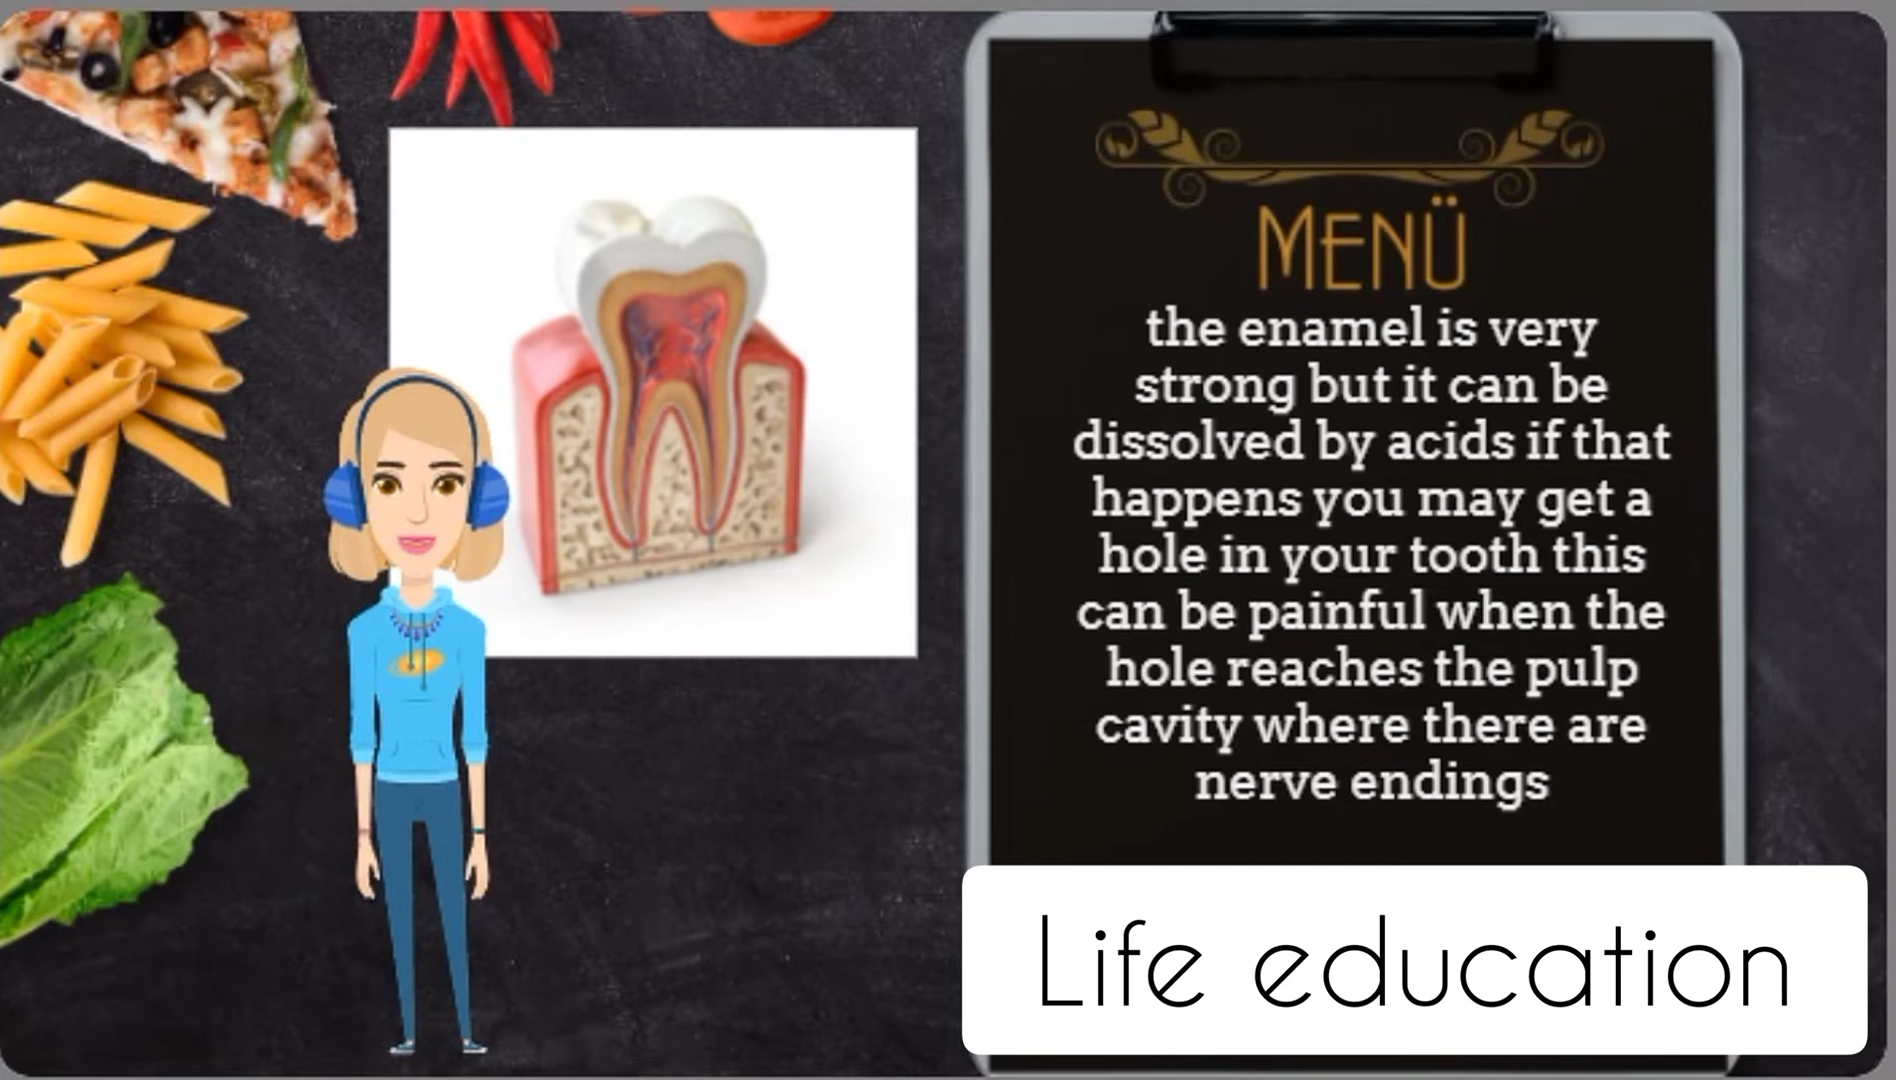 MENÜ
the enamel is very
strong but it can be
dissolved by acids if that
happens you may get a
hole in your tooth this
can be painful when the
hole reaches the pulp
cavity where there are
nerve endings
Life education